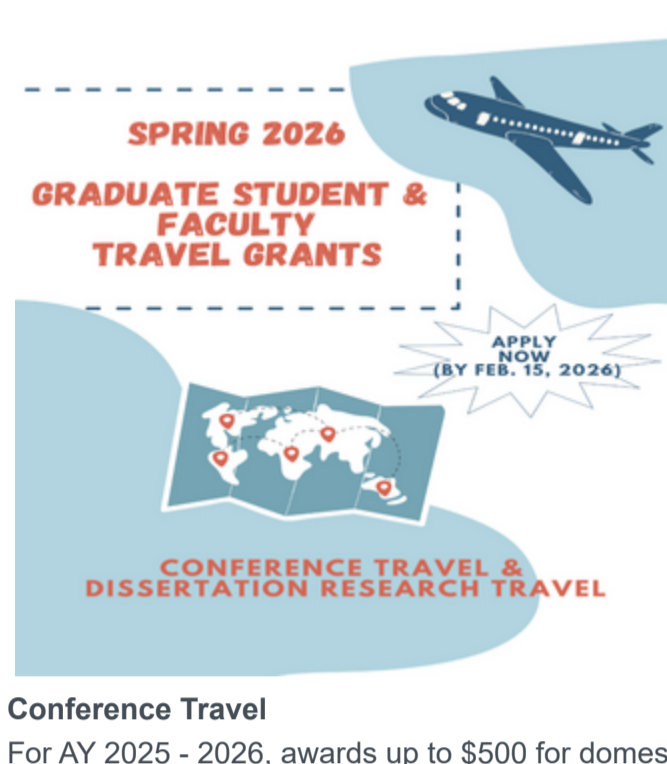 SPRING 2026
GRADUATE STUDENT &
FACULTY
TRAVEL GRANTS
APPLY
NOW
(BY FEB. 15, 2026)
CONFERENCE TRAVEL &
DISSERTATION RESEARCH TRAVEL
Conference Travel
For AY 2025 - 2026, awards up to $500 for domes